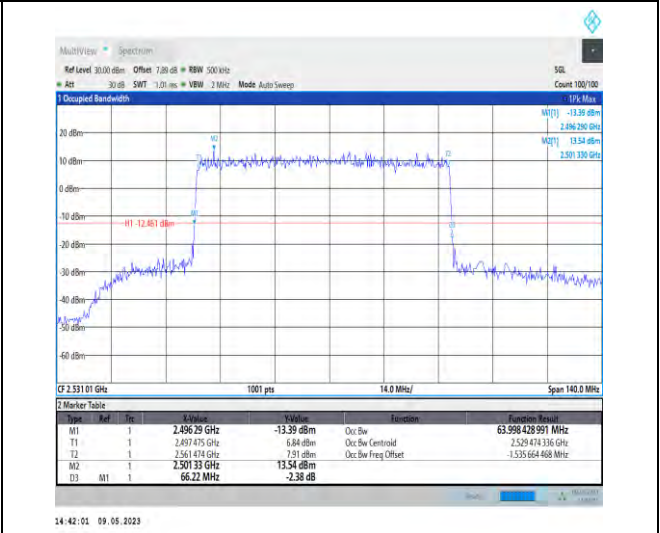 MultiView Spectrum
Ref Level 30.00 dBm Offset 7.89 dB RBW 500 kHz SGL
Att 30 dB SWT 1.01 ms VBW 2 MHz Mode Auto Sweep Count 100/100
1 Occupied Bandwidth 1Pk Max
M1[1] -13.39 dBm
2.496 290 GHz
M2[1] 13.54 dBm
2.501 330 GHz
20 dBm
M2
T1
T2
10 dBm
0 dBm
-10 dBm
M1
H1 -12.461 dBm
D3
-20 dBm
-30 dBm
-40 dBm
-50 dBm
-60 dBm
CF 2.53101 GHz 1001 pts 14.0 MHz/ Span 140.0 MHz
2 Marker Table
Type Ref Trc X-Value Y-Value Function Function Result
M1 1 2.49629 GHz -13.39 dBm Occ Bw 63.998 428 991 MHz
T1 1 2.497 475 GHz 6.84 dBm Occ Bw Centroid 2.529 474 336 GHz
T2 1 2.561 474 GHz 7.91 dBm Occ Bw Freq Offset -1.535 664 468 MHz
M2 1 2.501 33 GHz 13.54 dBm
D3 M1 1 66.22 MHz -2.38 dB
14:42:01 09.05.2023